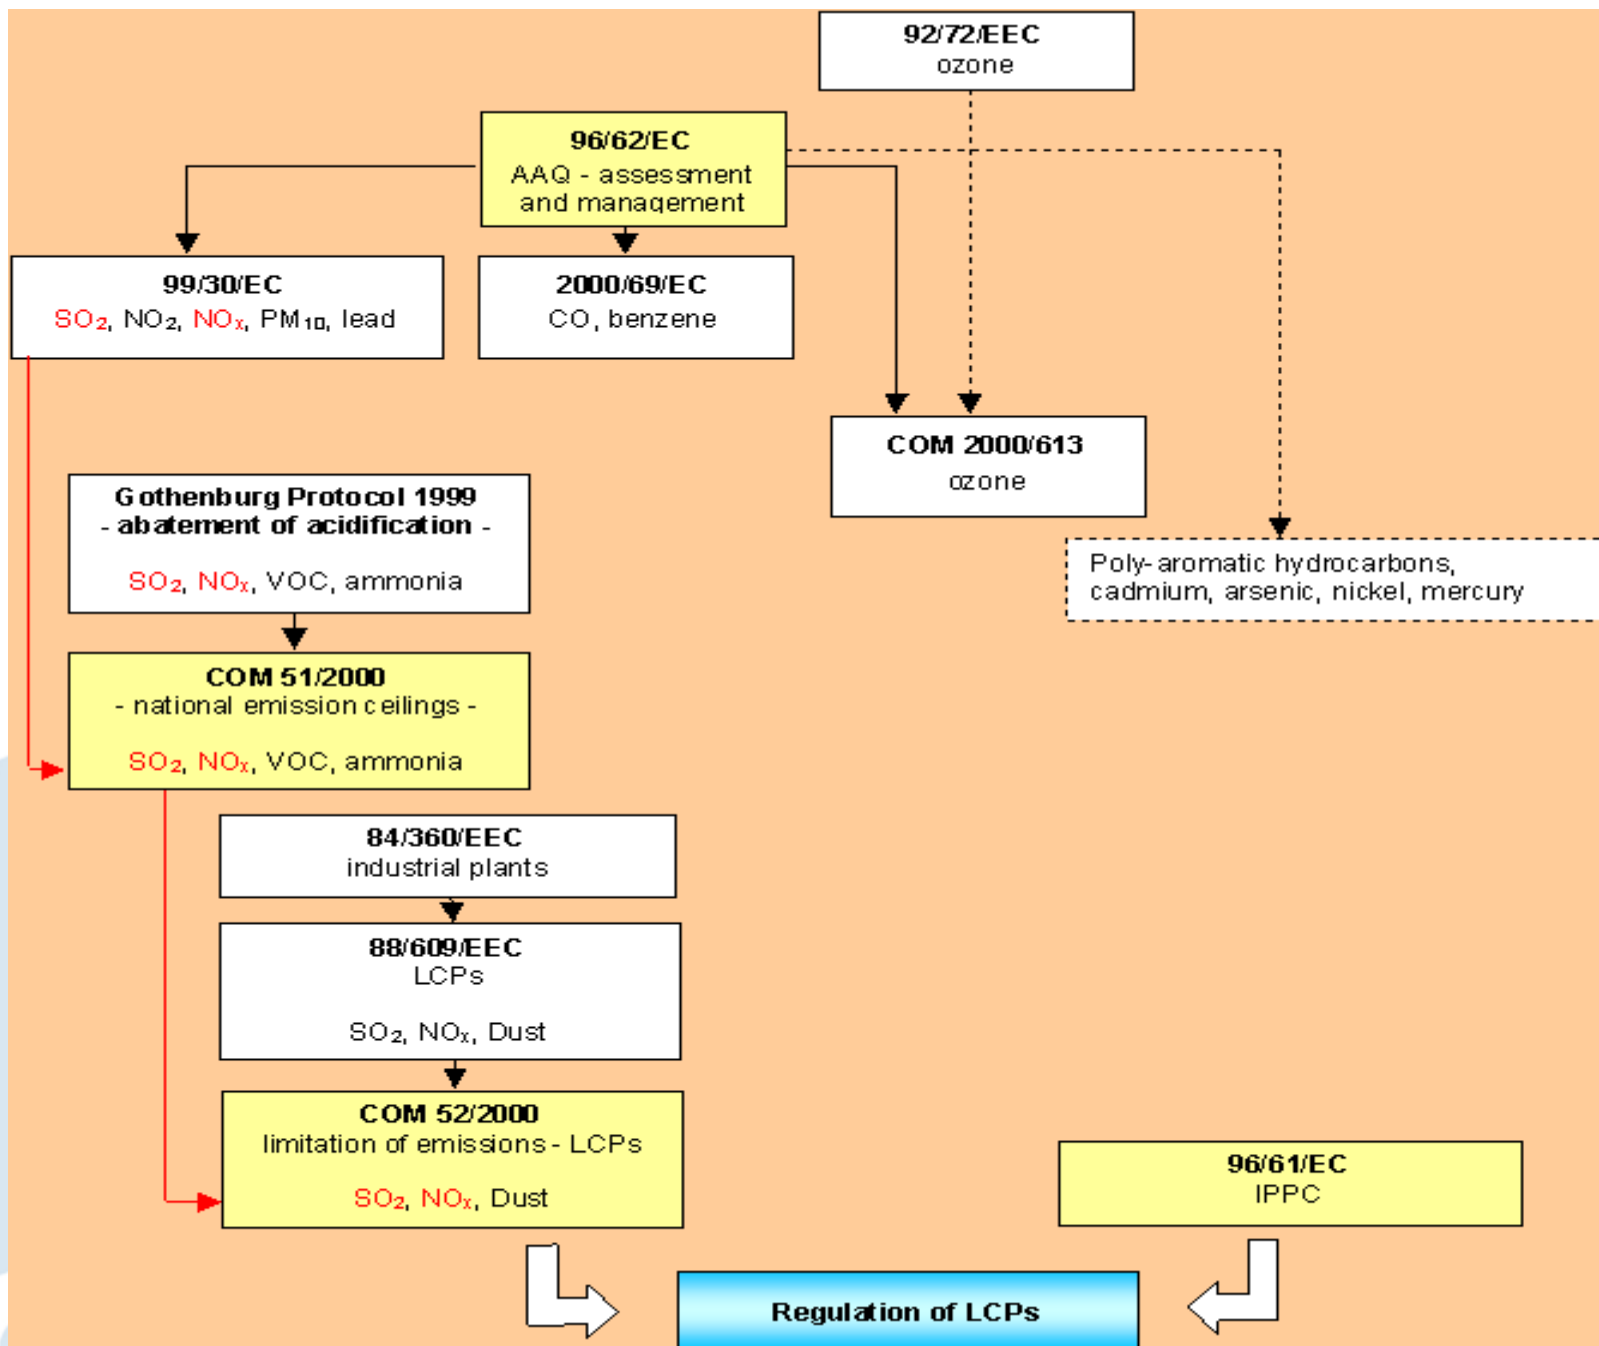 92/72/EEC
ozone
96/62/EC
AAQ - assessment
and management
99/30/EC
SO₂, NO₂, NOₓ, PM₁₀, lead
2000/69/EC
CO, benzene
COM 2000/613
ozone
Gothenburg Protocol 1999
- abatement of acidification -
SO₂, NOₓ, VOC, ammonia
Poly-aromatic hydrocarbons,
cadmium, arsenic, nickel, mercury
COM 51/2000
- national emission ceilings -
SO₂, NOₓ, VOC, ammonia
84/360/EEC
industrial plants
88/609/EEC
LCPs
SO₂, NOₓ, Dust
COM 52/2000
limitation of emissions - LCPs
SO₂, NOₓ, Dust
96/61/EC
IPPC
Regulation of LCPs